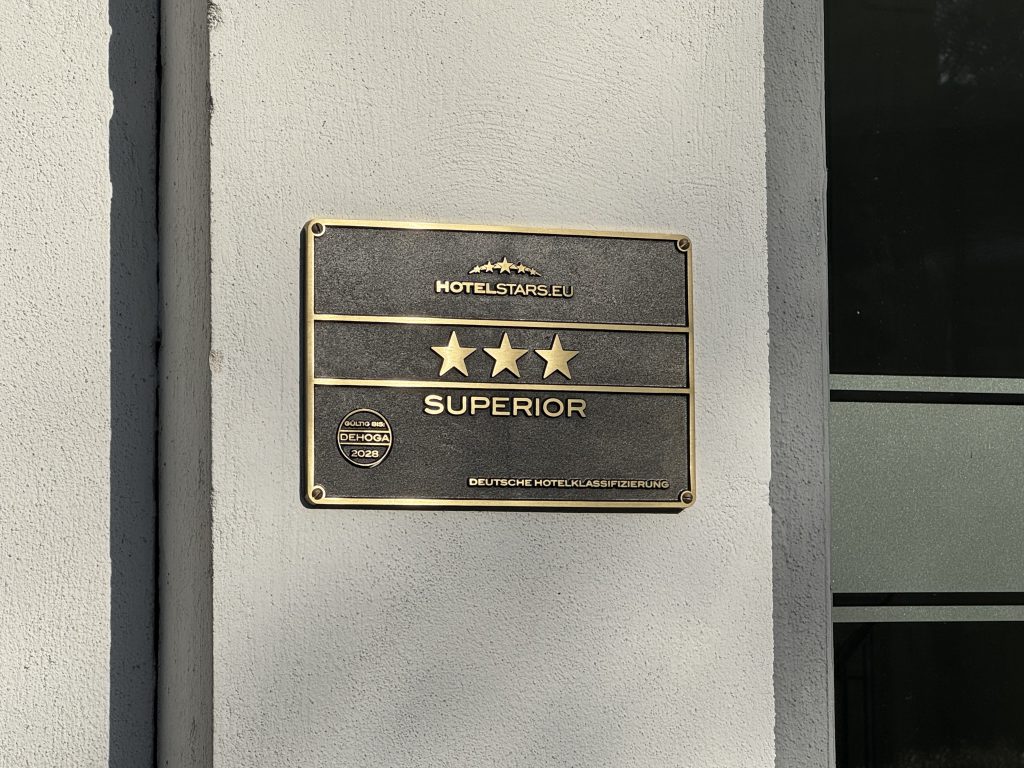 HOTELSTARS.EU
SUPERIOR
GÜLTIG BIS:
DEHOGA
2028
DEUTSCHE HOTELKLASSIFIZIERUNG